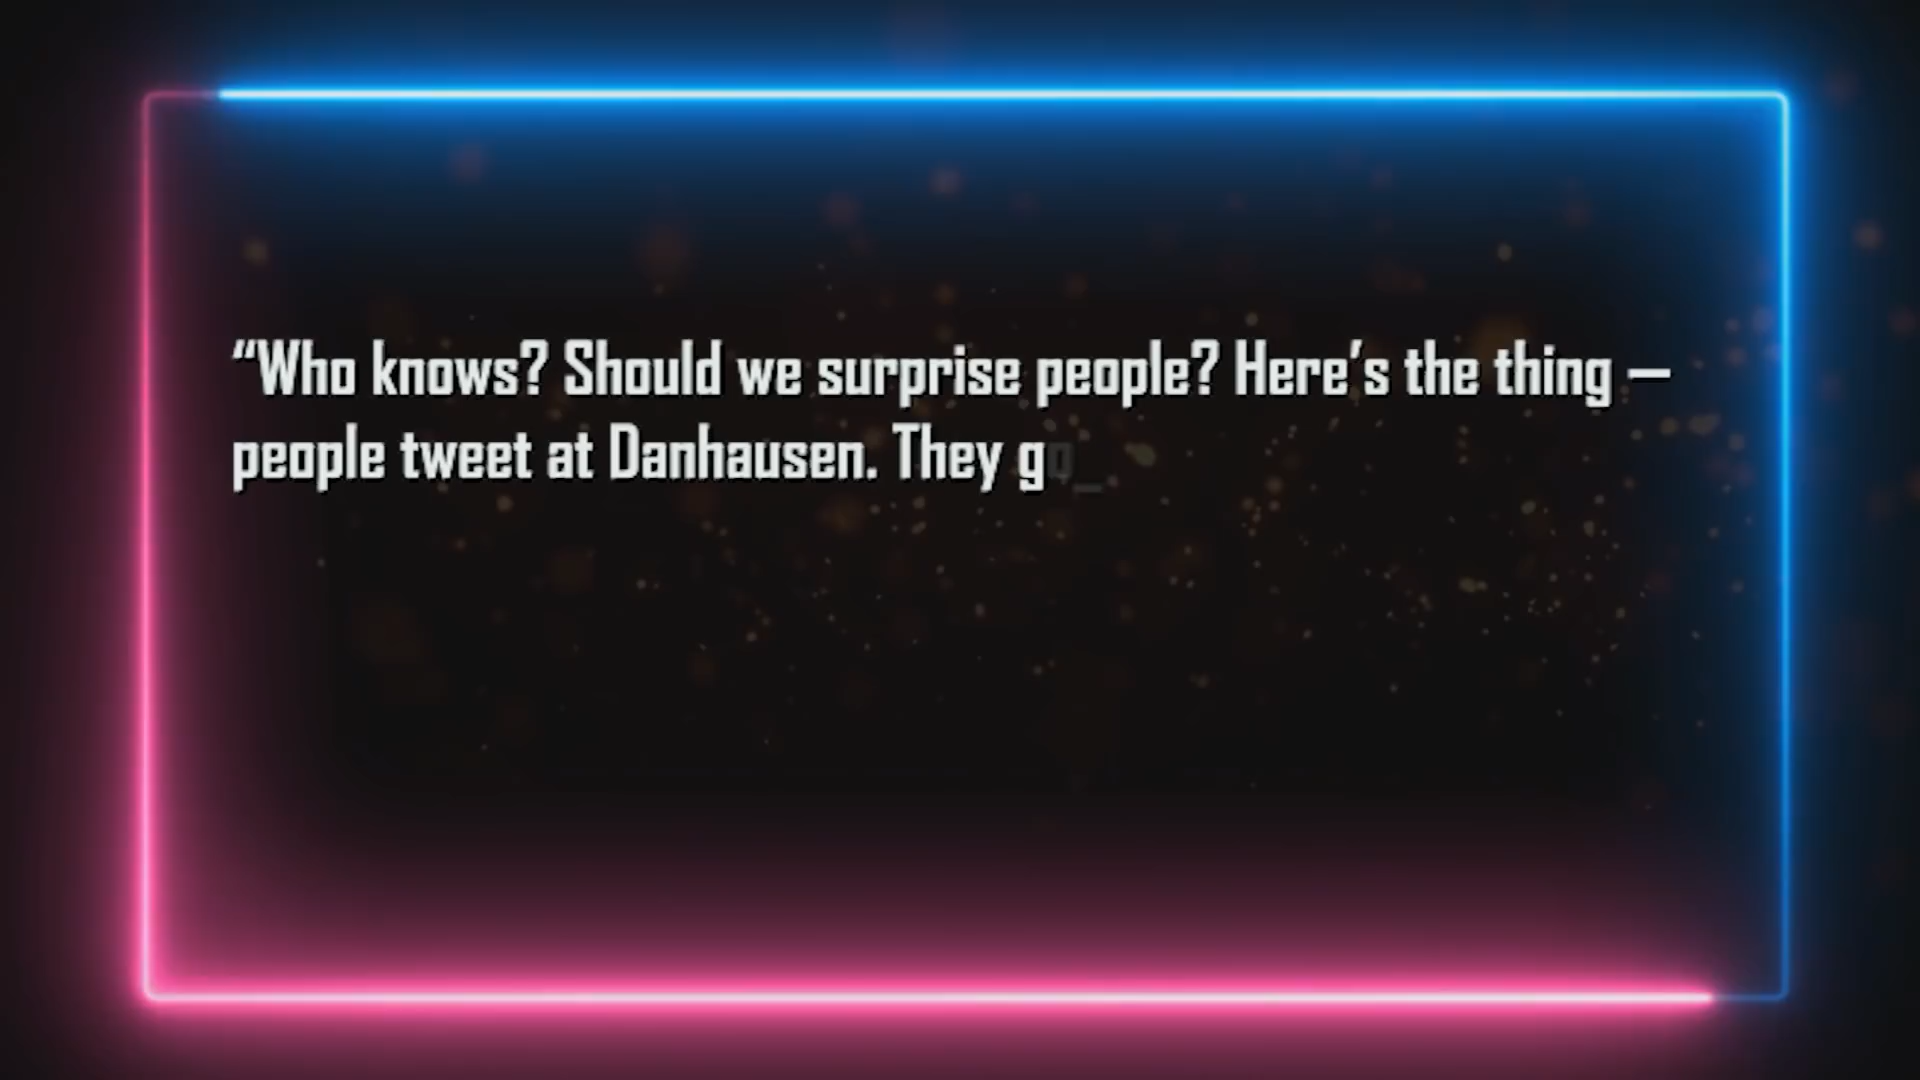 “Who knows? Should we surprise people? Here’s the thing —
people tweet at Danhausen. They g